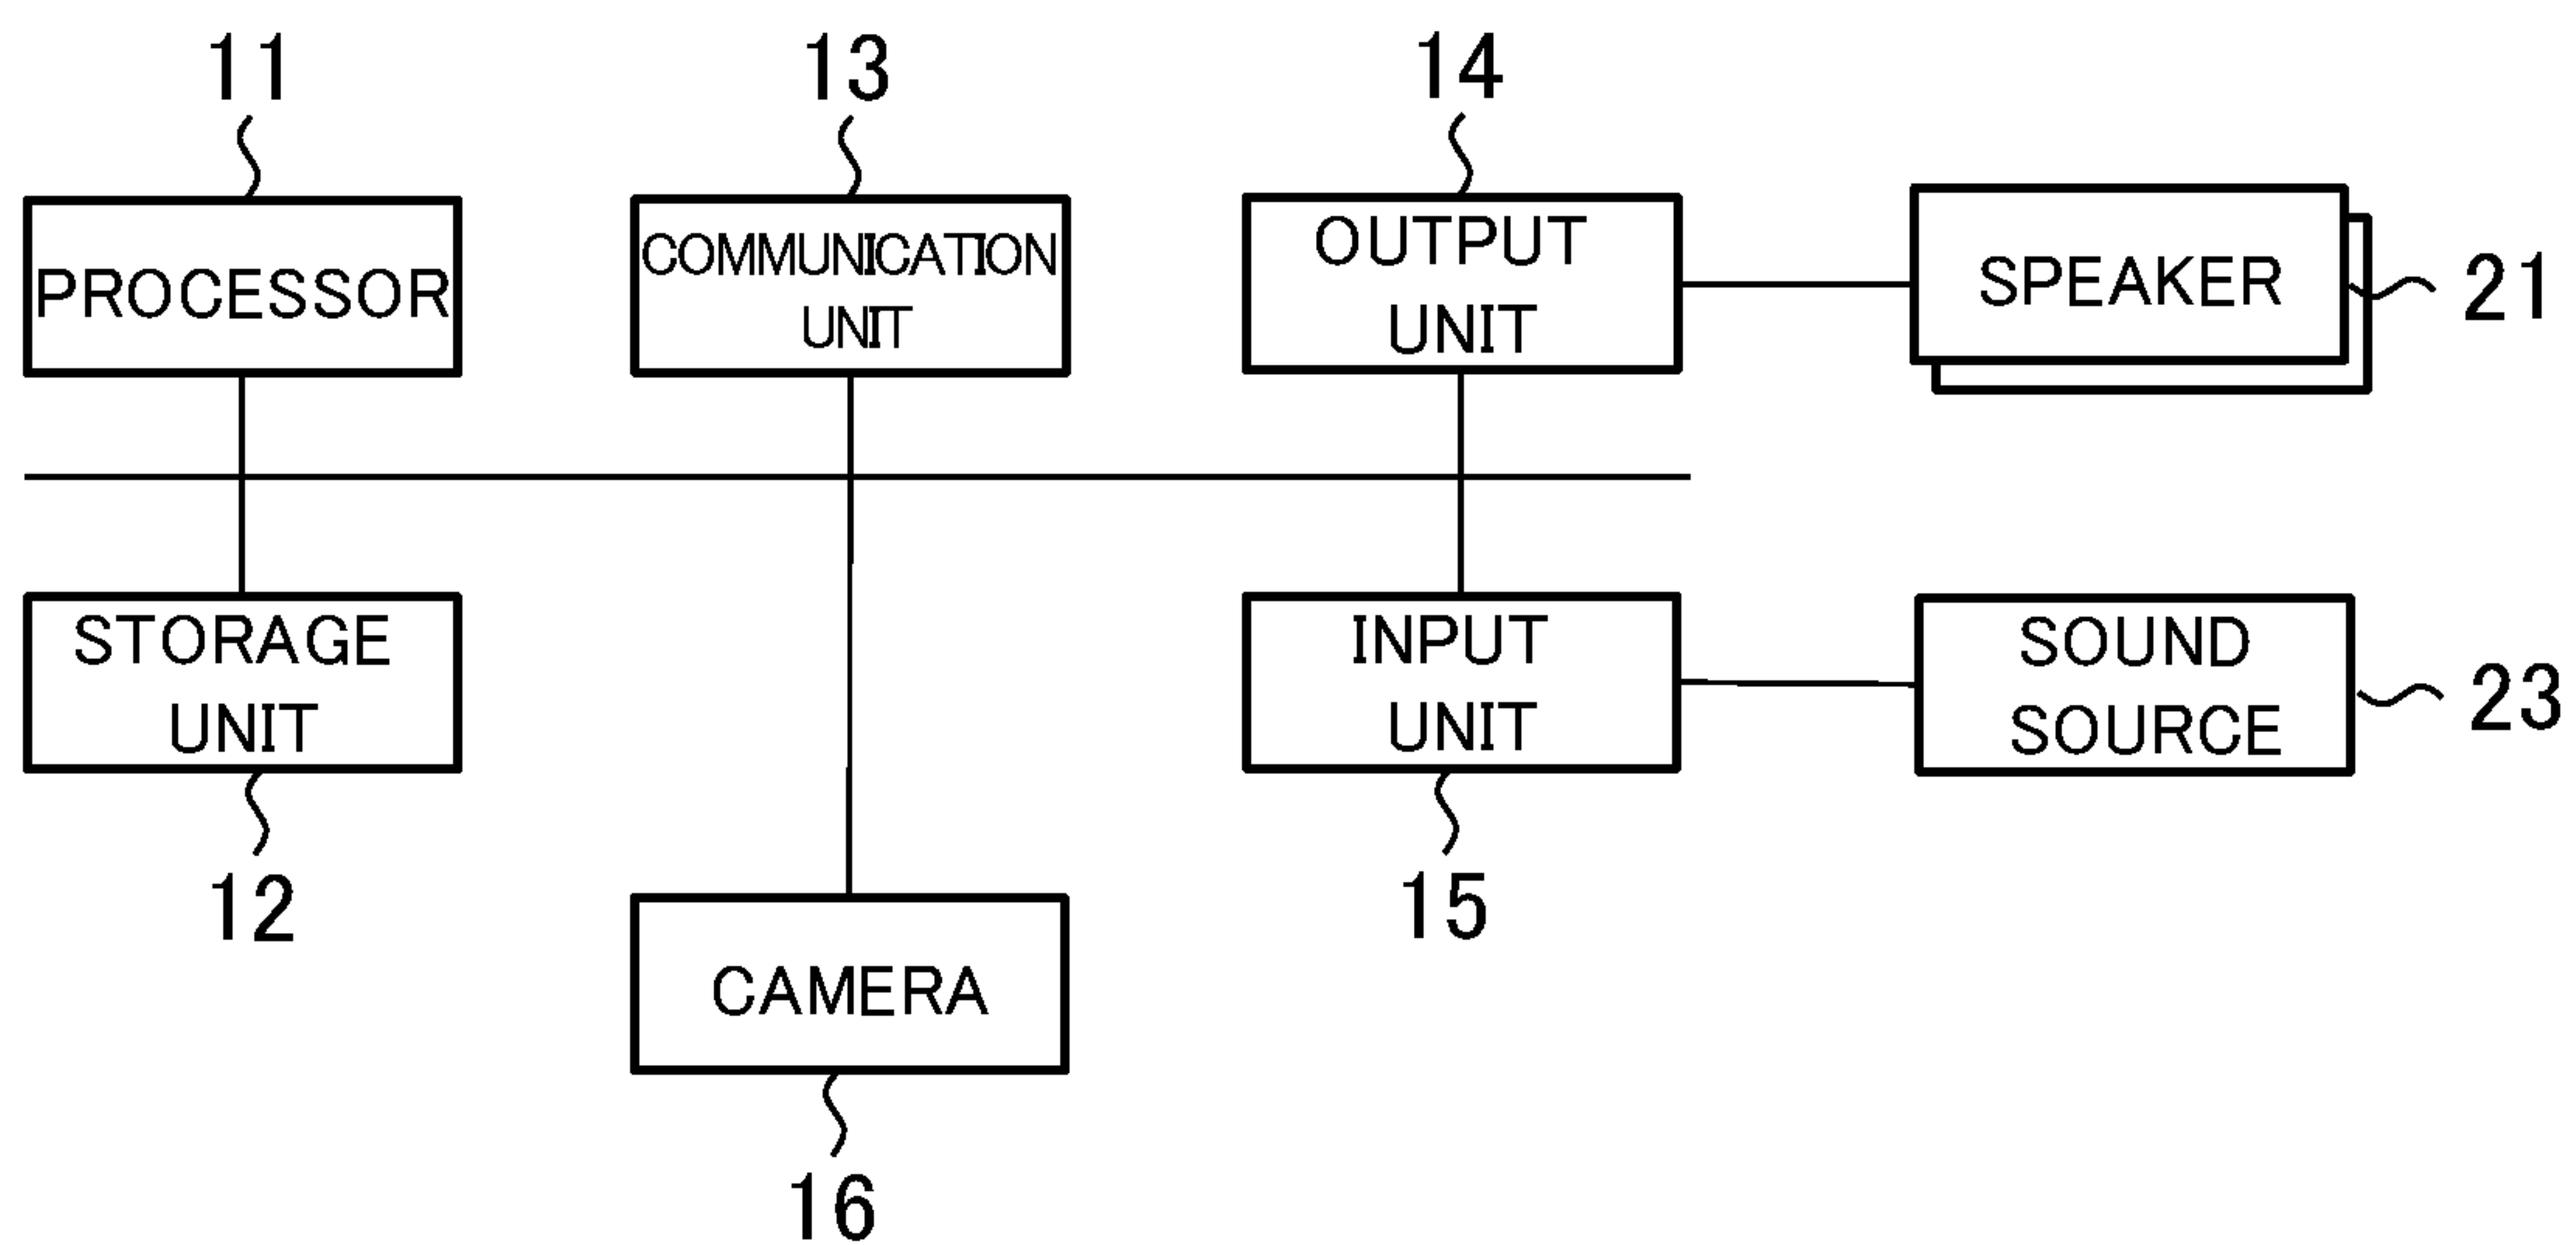 11
13
14
PROCESSOR
COMMUNICATION
UNIT
OUTPUT
UNIT
SPEAKER
21
STORAGE
UNIT
INPUT
UNIT
SOUND
SOURCE
23
12
15
CAMERA
16